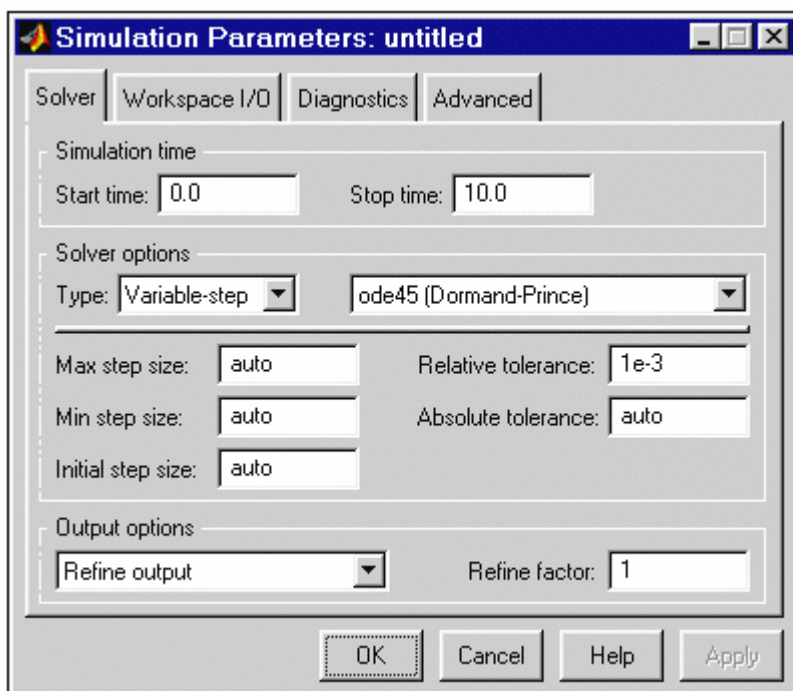 Simulation Parameters: untitled
Solver Workspace I/O Diagnostics Advanced
Simulation time
Start time: 0.0 Stop time: 10.0
Solver options
Type: Variable-step ode45 (Dormand-Prince)
Max step size: auto Relative tolerance: 1e-3
Min step size: auto Absolute tolerance: auto
Initial step size: auto
Output options
Refine output Refine factor: 1
OK Cancel Help Apply